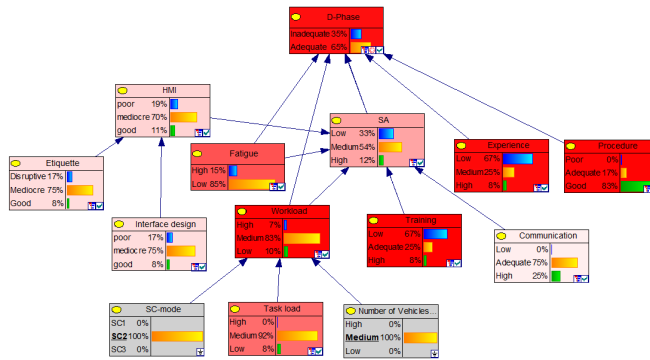 D-Phase
Inadequate 35%
Adequate 65%
HMI
poor 19%
mediocre 70%
good 11%
SA
Low 33%
Medium 54%
High 12%
Fatigue
High 15%
Low 85%
Experience
Low 67%
Medium 25%
High 8%
Procedure
Poor 0%
Adequate 17%
Good 83%
Etiquette
Disruptive 17%
Mediocre 75%
Good 8%
Interface design
poor 17%
mediocre 75%
good 8%
Workload
High 7%
Medium 83%
Low 10%
Training
Low 67%
Adequate 25%
High 8%
Communication
Low 0%
Adequate 75%
High 25%
SC-mode
SC1 0%
SC2 100%
SC3 0%
Task load
High 0%
Medium 92%
Low 8%
Number of Vehicles...
High 0%
Medium 100%
Low 0%